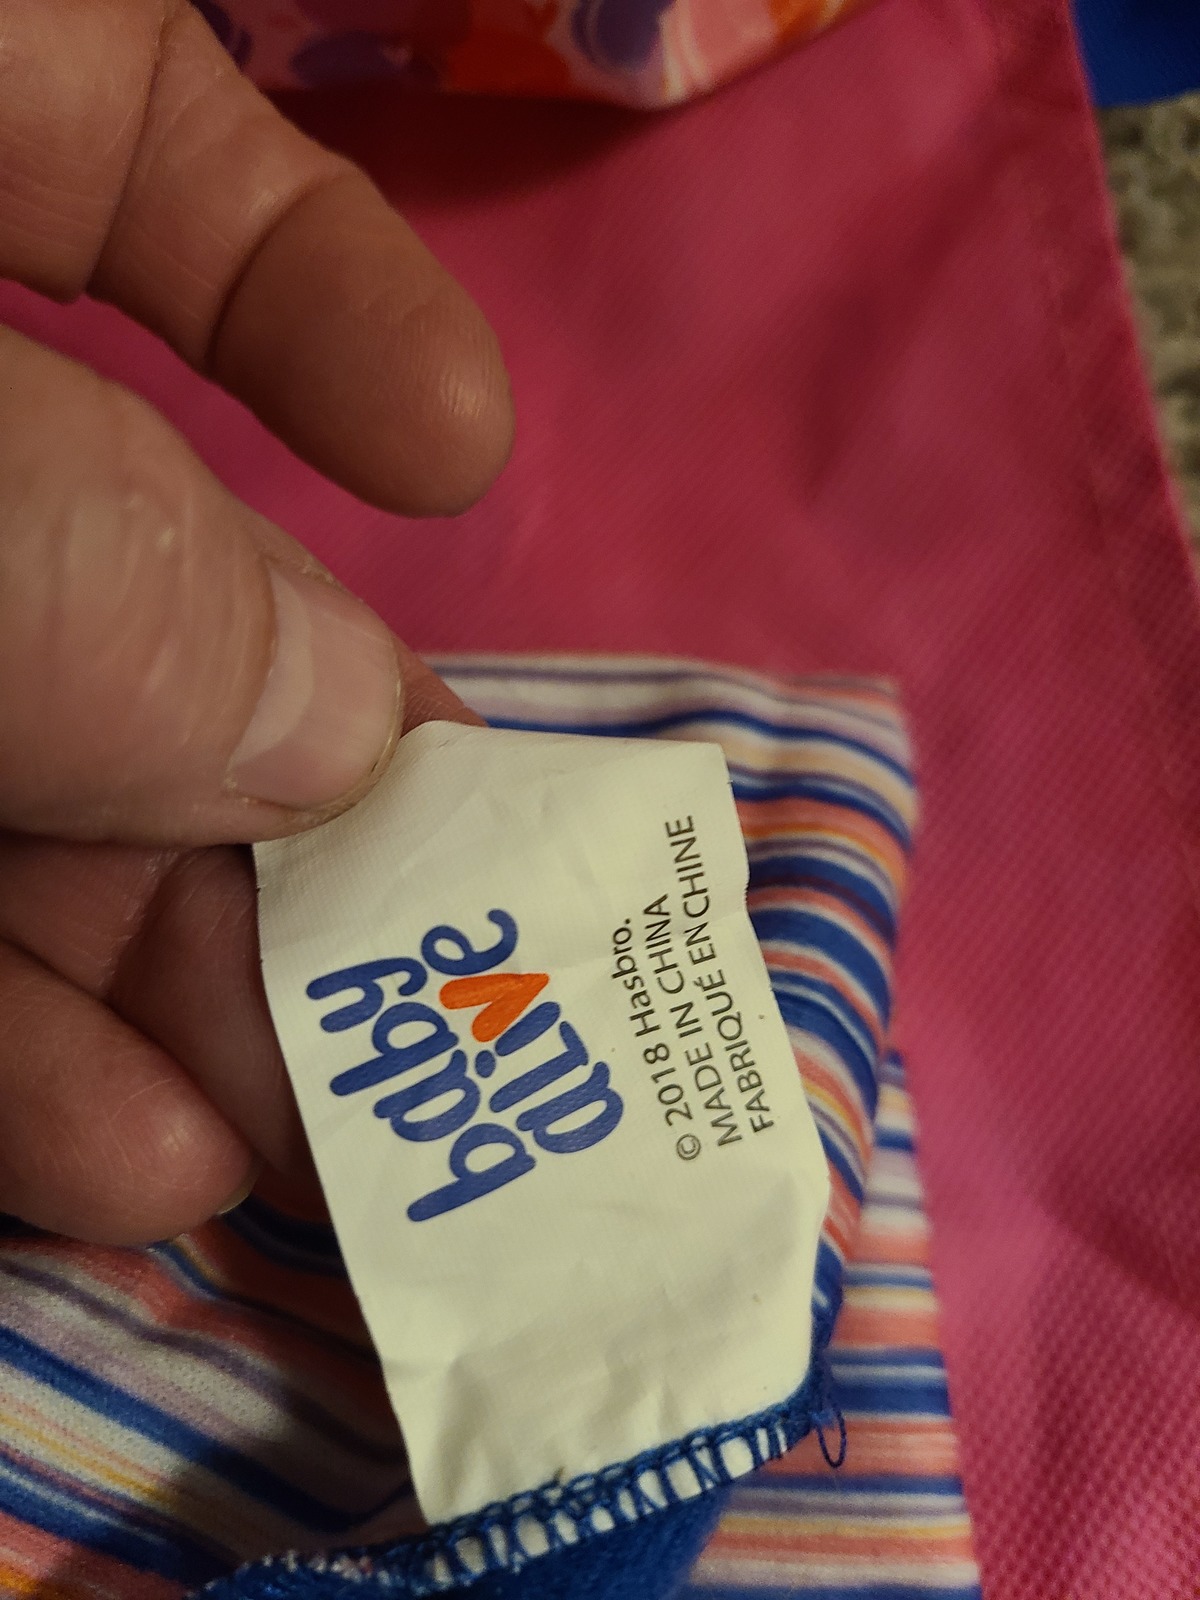 baby
alive
© 2018 Hasbro.
MADE IN CHINA
FABRIQUÉ EN CHINE